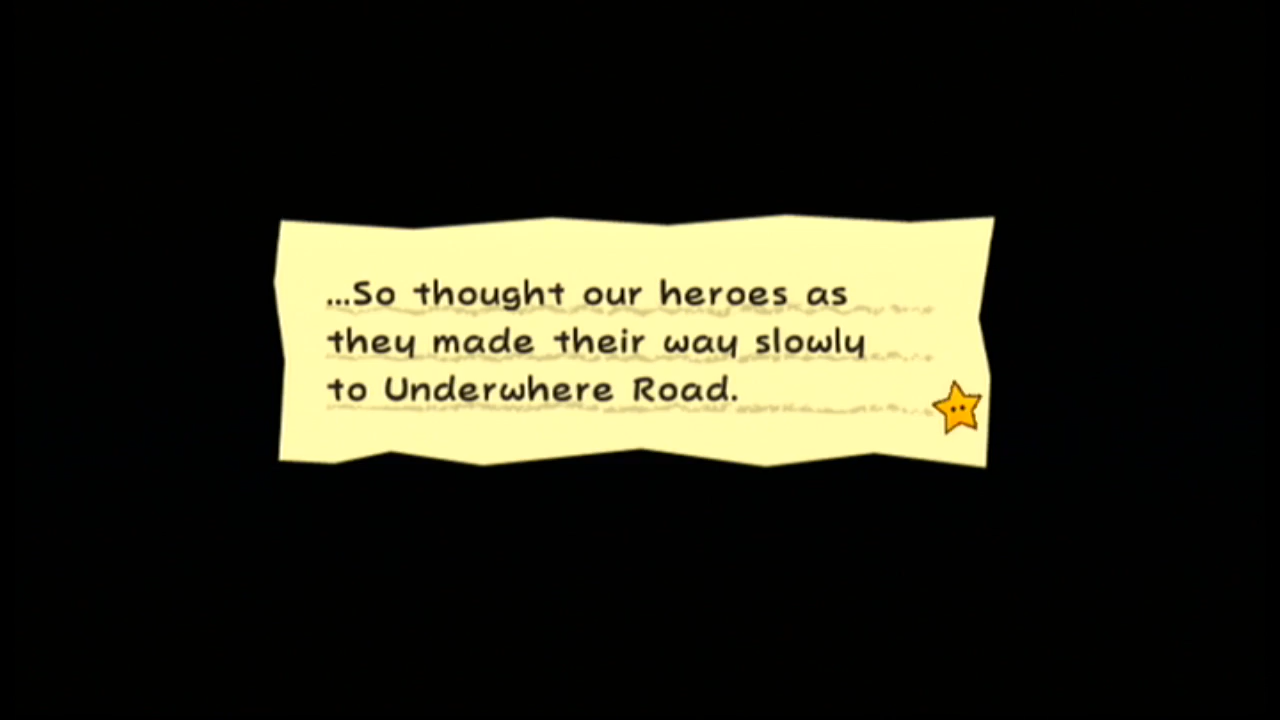 ...So thought our heroes as
they made their way slowly
to Underwhere Road.